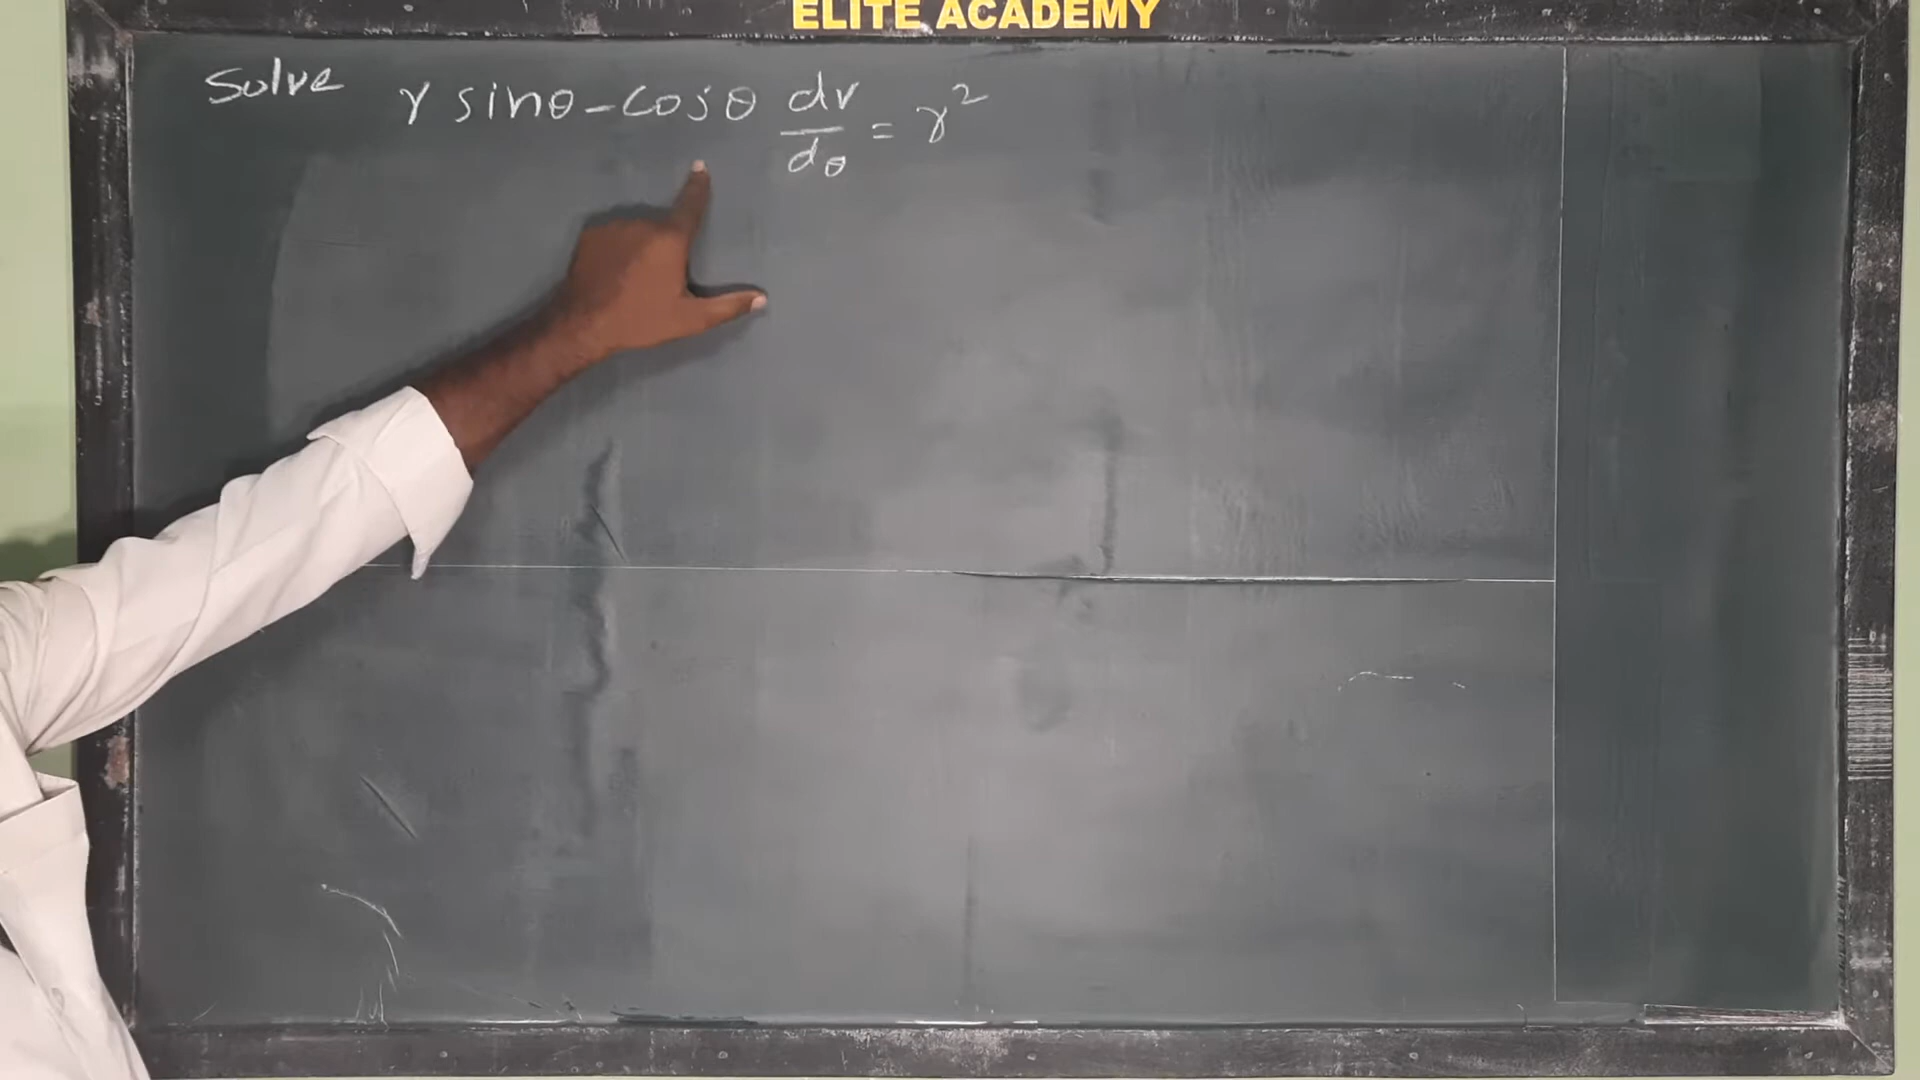 ELITE ACADEMY
Solve r sinθ - cosθ dr/dθ = r²